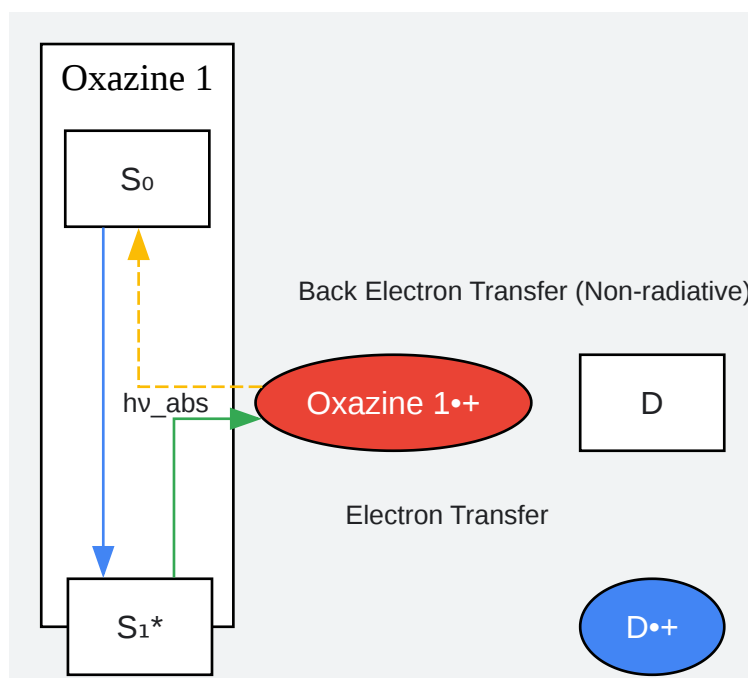 Oxazine 1
S₀
Back Electron Transfer (Non-radiative)
hν_abs
Oxazine 1•+
D
Electron Transfer
S₁*
D•+